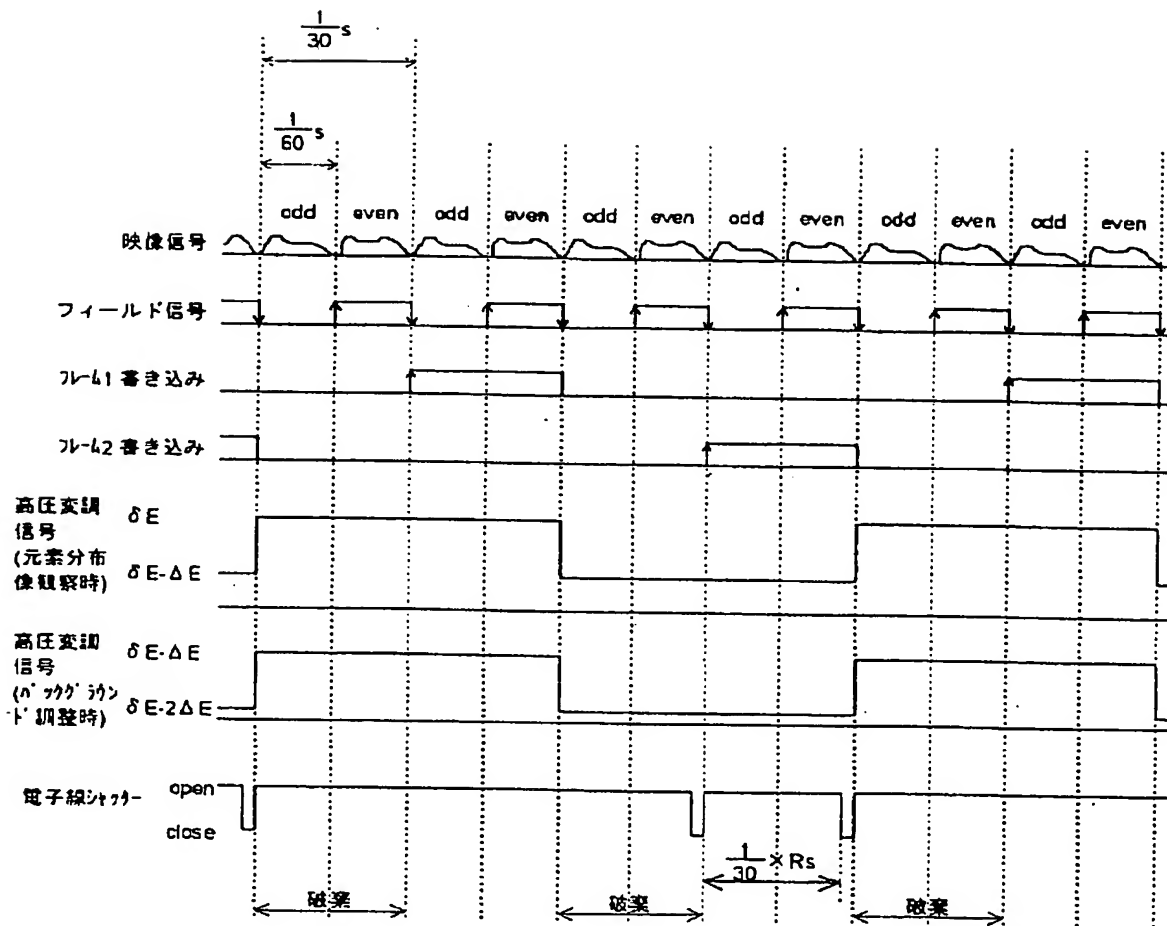 1/30 s
1/60 s
odd even odd even odd even odd even odd even odd even
映像信号
フィールド信号
フレーム1書き込み
フレーム2書き込み
高圧変調
信号
(元素分布
像観察時)
δE
δE-ΔE
高圧変調
信号
(バックグラウン
ド調整時)
δE-ΔE
δE-2ΔE
電子線シャッター
open
close
1/30 × Rs
破棄 破棄 破棄